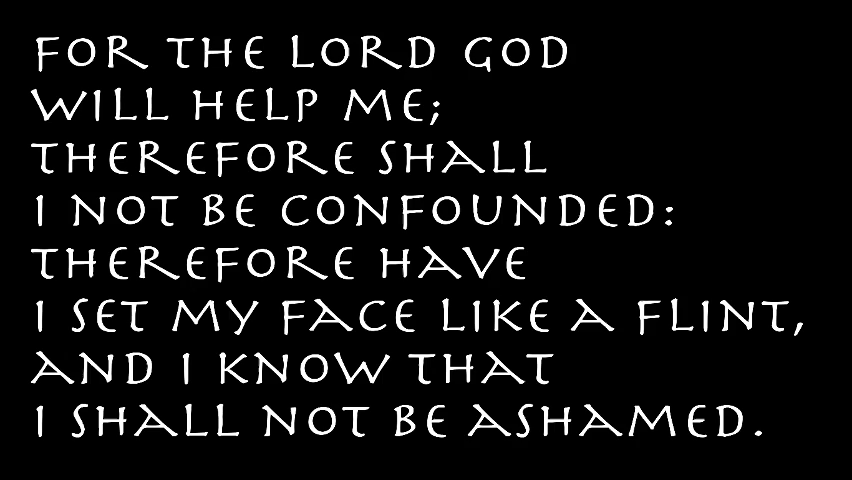 FOR THE LORD GOD
WILL HELP ME;
THEREFORE SHALL
I NOT BE CONFOUNDED:
THEREFORE HAVE
I SET MY FACE LIKE A FLINT,
AND I KNOW THAT
I SHALL NOT BE ASHAMED.